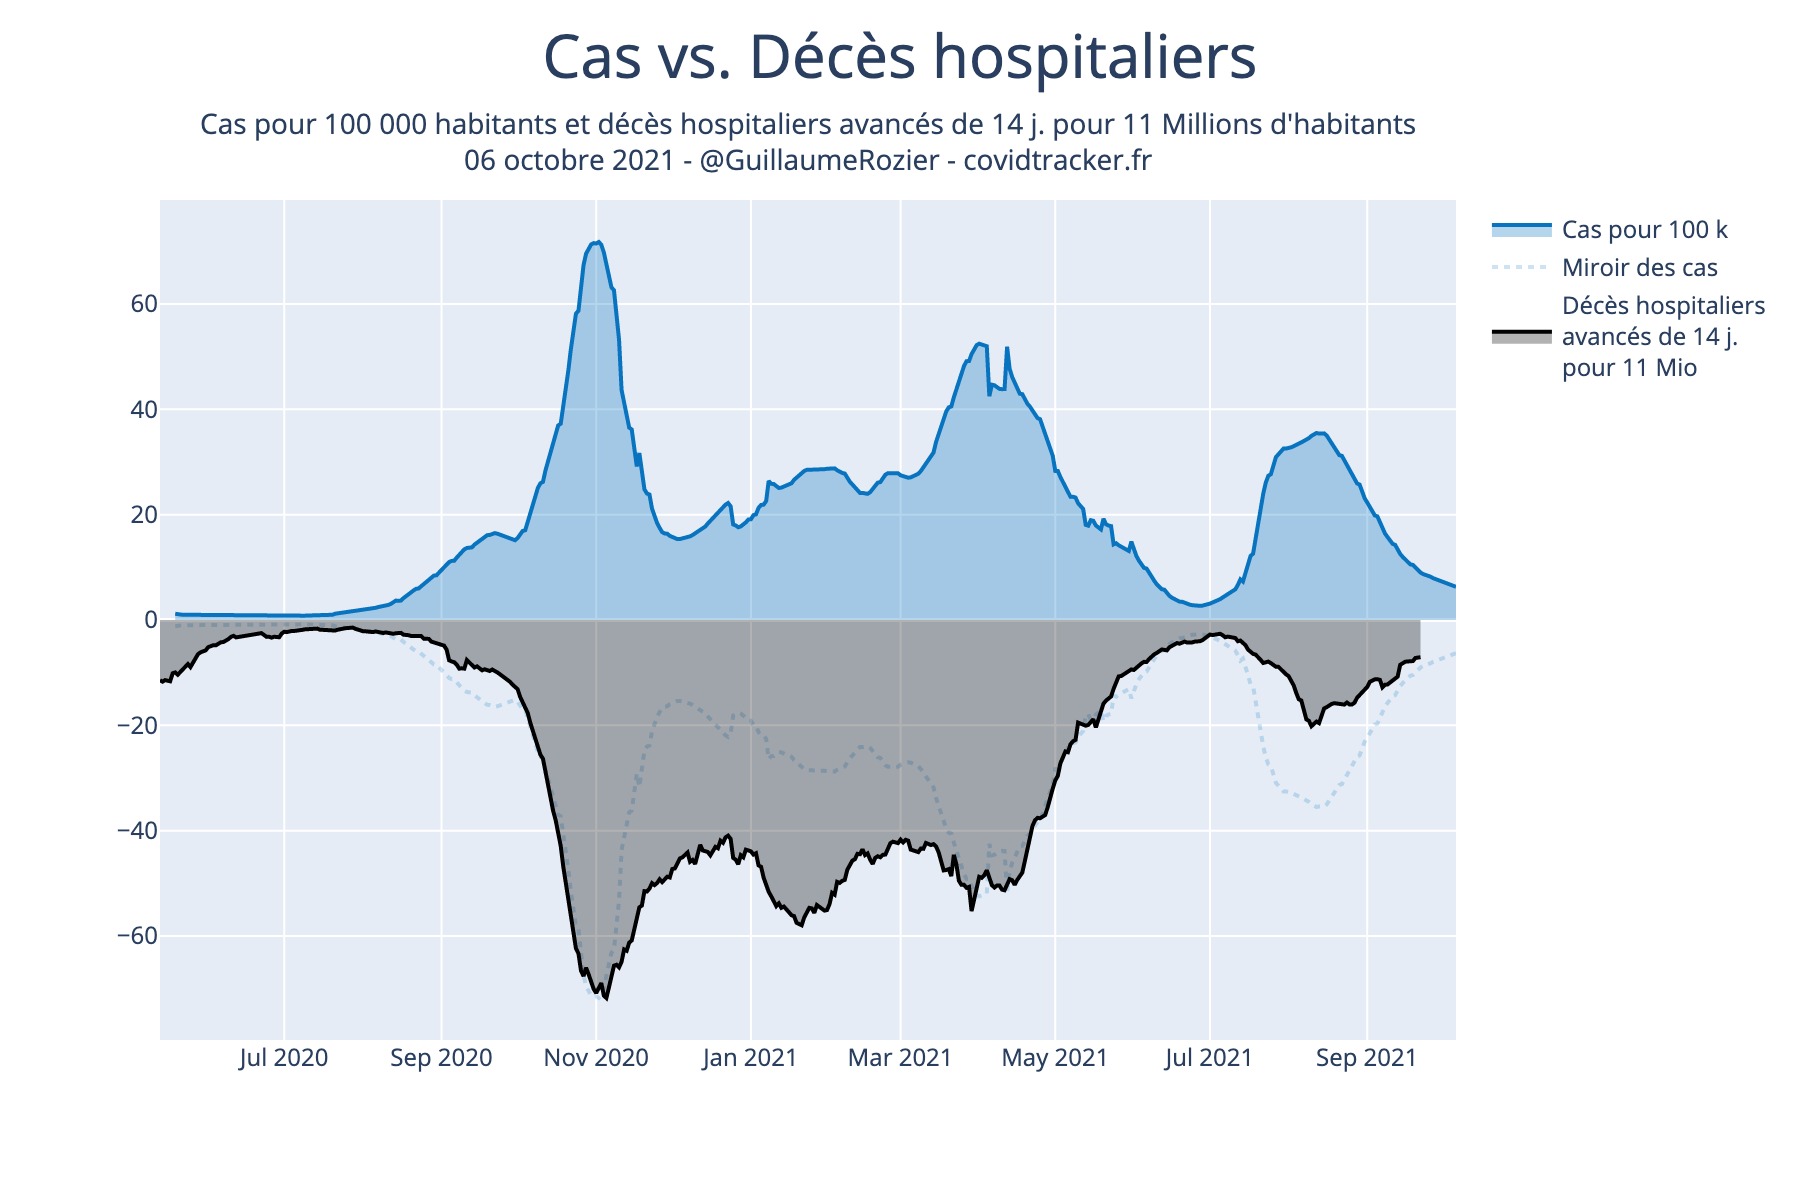 Cas vs. Décès hospitaliers
Cas pour 100 000 habitants et décès hospitaliers avancés de 14 j. pour 11 Millions d'habitants
06 octobre 2021 - @GuillaumeRozier - covidtracker.fr
Cas pour 100 k
Miroir des cas
Décès hospitaliers
avancés de 14 j.
pour 11 Mio
60
40
20
0
−20
−40
−60
Jul 2020
Sep 2020
Nov 2020
Jan 2021
Mar 2021
May 2021
Jul 2021
Sep 2021